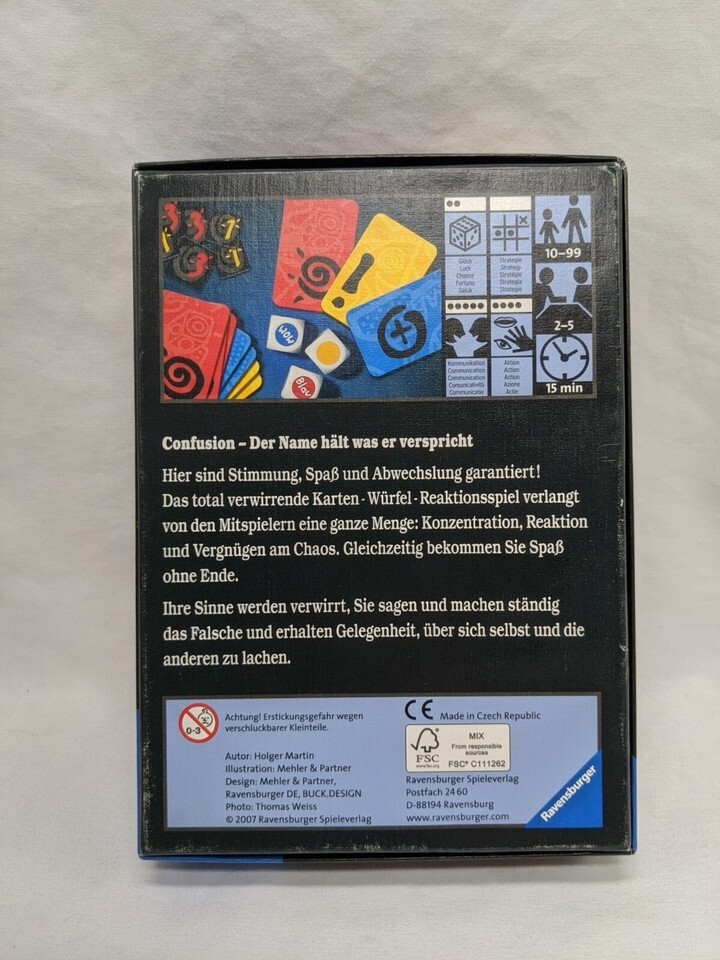 WOW
Blau
Glück
Luck
Chance
Fortuna
Geluk
Strategie
Strategy
Stratégie
Strategia
Strategie
10–99
2–5
Kommunikation
Communication
Communication
Comunicatività
Communicatie
Aktion
Action
Action
Azione
Actie
15 min
Confusion – Der Name hält was er verspricht
Hier sind Stimmung, Spaß und Abwechslung garantiert!
Das total verwirrende Karten - Würfel - Reaktionsspiel verlangt
von den Mitspielern eine ganze Menge: Konzentration, Reaktion
und Vergnügen am Chaos. Gleichzeitig bekommen Sie Spaß
ohne Ende.
Ihre Sinne werden verwirrt, Sie sagen und machen ständig
das Falsche und erhalten Gelegenheit, über sich selbst und die
anderen zu lachen.
0-3
Achtung! Erstickungsgefahr wegen
verschluckbarer Kleinteile.
Autor: Holger Martin
Illustration: Mehler & Partner
Design: Mehler & Partner,
Ravensburger DE, BUCK.DESIGN
Photo: Thomas Weiss
© 2007 Ravensburger Spieleverlag
CE Made in Czech Republic
FSC
www.fsc.org
MIX
From responsible
sources
FSC® C111262
Ravensburger Spieleverlag
Postfach 24 60
D-88194 Ravensburg
www.ravensburger.com
Ravensburger